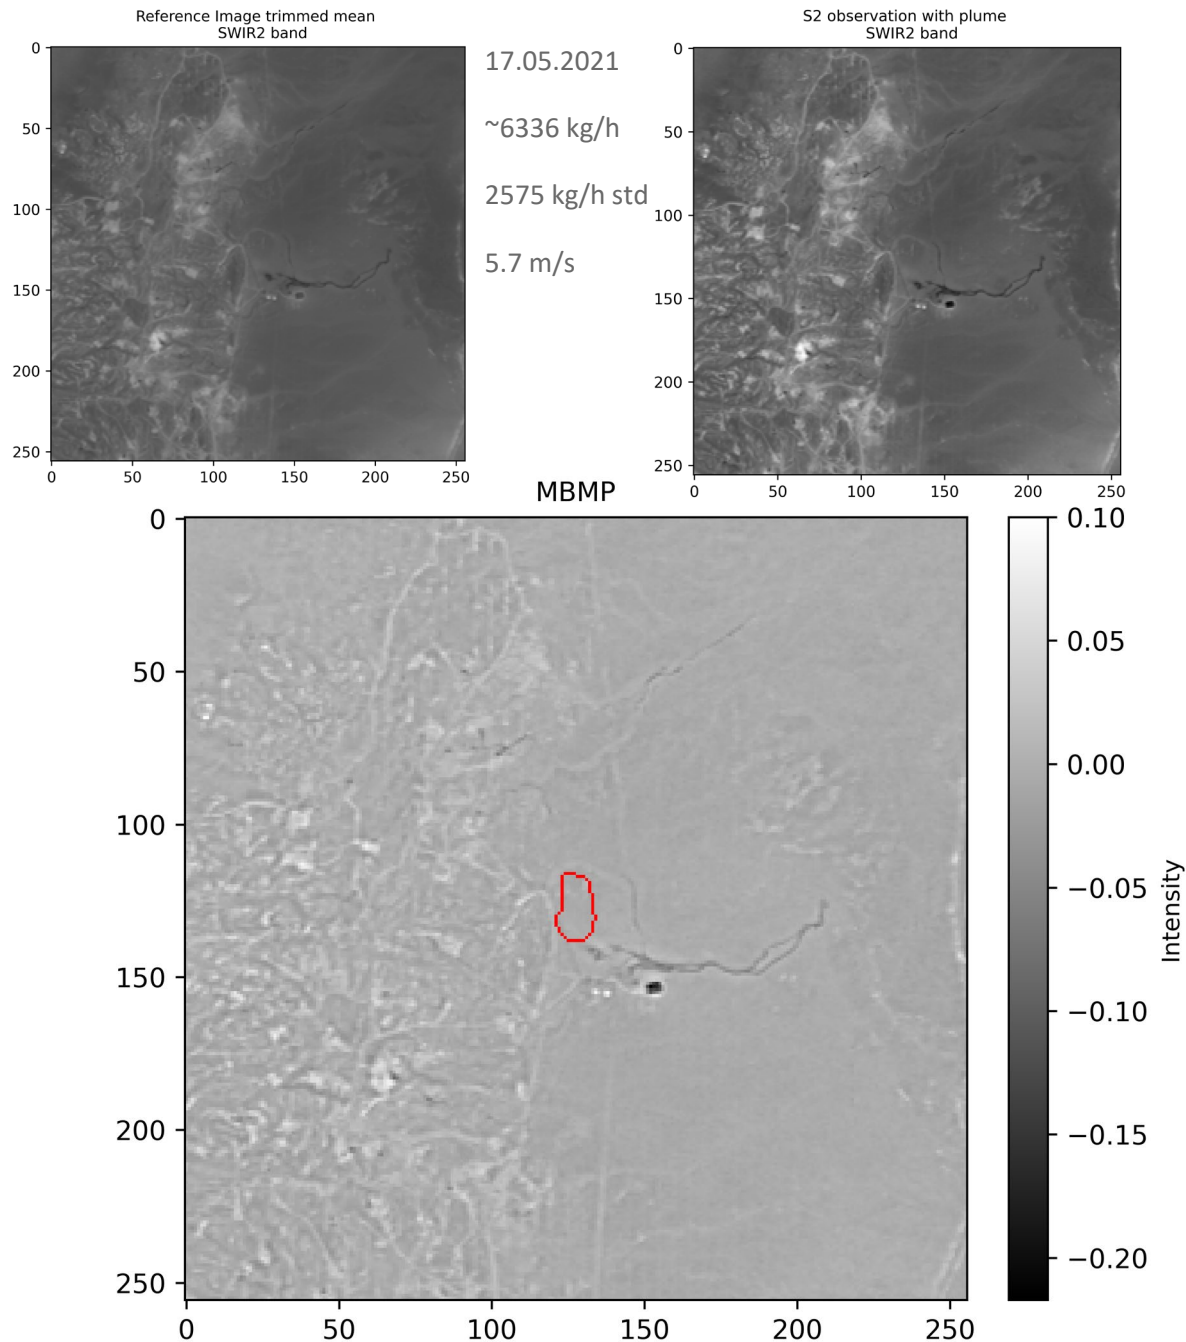 Reference Image trimmed mean
SWIR2 band
0
50
100
150
200
250
0 50 100 150 200 250
17.05.2021
~6336 kg/h
2575 kg/h std
5.7 m/s
S2 observation with plume
SWIR2 band
0
50
100
150
200
250
0 50 100 150 200 250
MBMP
0
50
100
150
200
250
0 50 100 150 200 250
0.10
0.05
0.00
−0.05
−0.10
−0.15
−0.20
Intensity